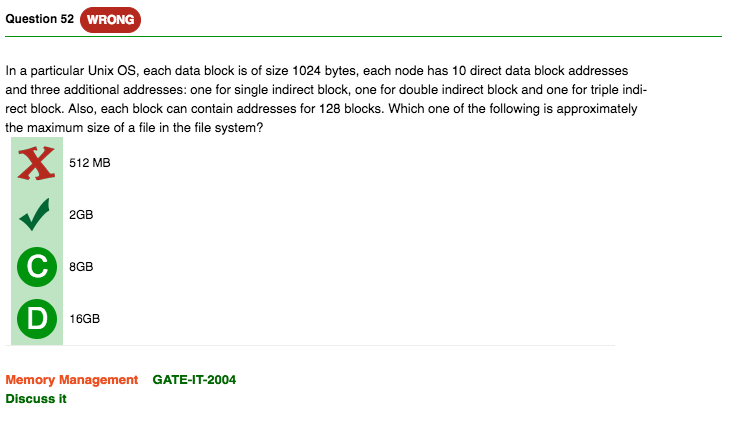 Question 52 WRONG
In a particular Unix OS, each data block is of size 1024 bytes, each node has 10 direct data block addresses
and three additional addresses: one for single indirect block, one for double indirect block and one for triple indi-
rect block. Also, each block can contain addresses for 128 blocks. Which one of the following is approximately
the maximum size of a file in the file system?
X 512 MB
✓ 2GB
C 8GB
D 16GB
Memory Management GATE-IT-2004
Discuss it